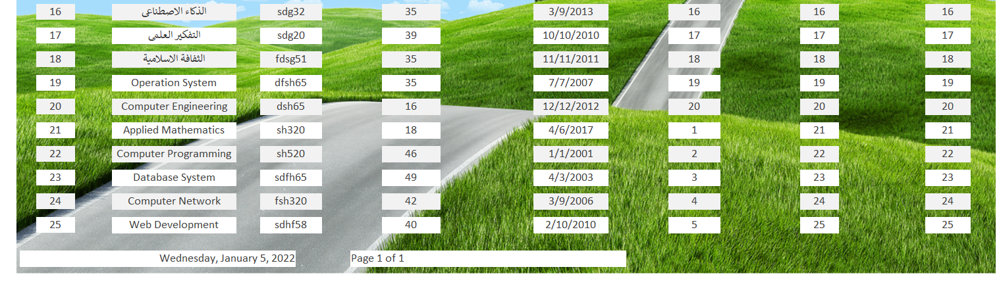 16 الذكاء الاصطناعى sdg32 35 3/9/2013 16 16 16
17 التفكير العلمى sdg20 39 10/10/2010 17 17 17
18 الثفافة الاسلامية fdsg51 35 11/11/2011 18 18 18
19 Operation System dfsh65 35 7/7/2007 19 19 19
20 Computer Engineering dsh65 16 12/12/2012 20 20 20
21 Applied Mathematics sh320 18 4/6/2017 1 21 21
22 Computer Programming sh520 46 1/1/2001 2 22 22
23 Database System sdfh65 49 4/3/2003 3 23 23
24 Computer Network fsh320 42 3/9/2006 4 24 24
25 Web Development sdhf58 40 2/10/2010 5 25 25
Wednesday, January 5, 2022 Page 1 of 1